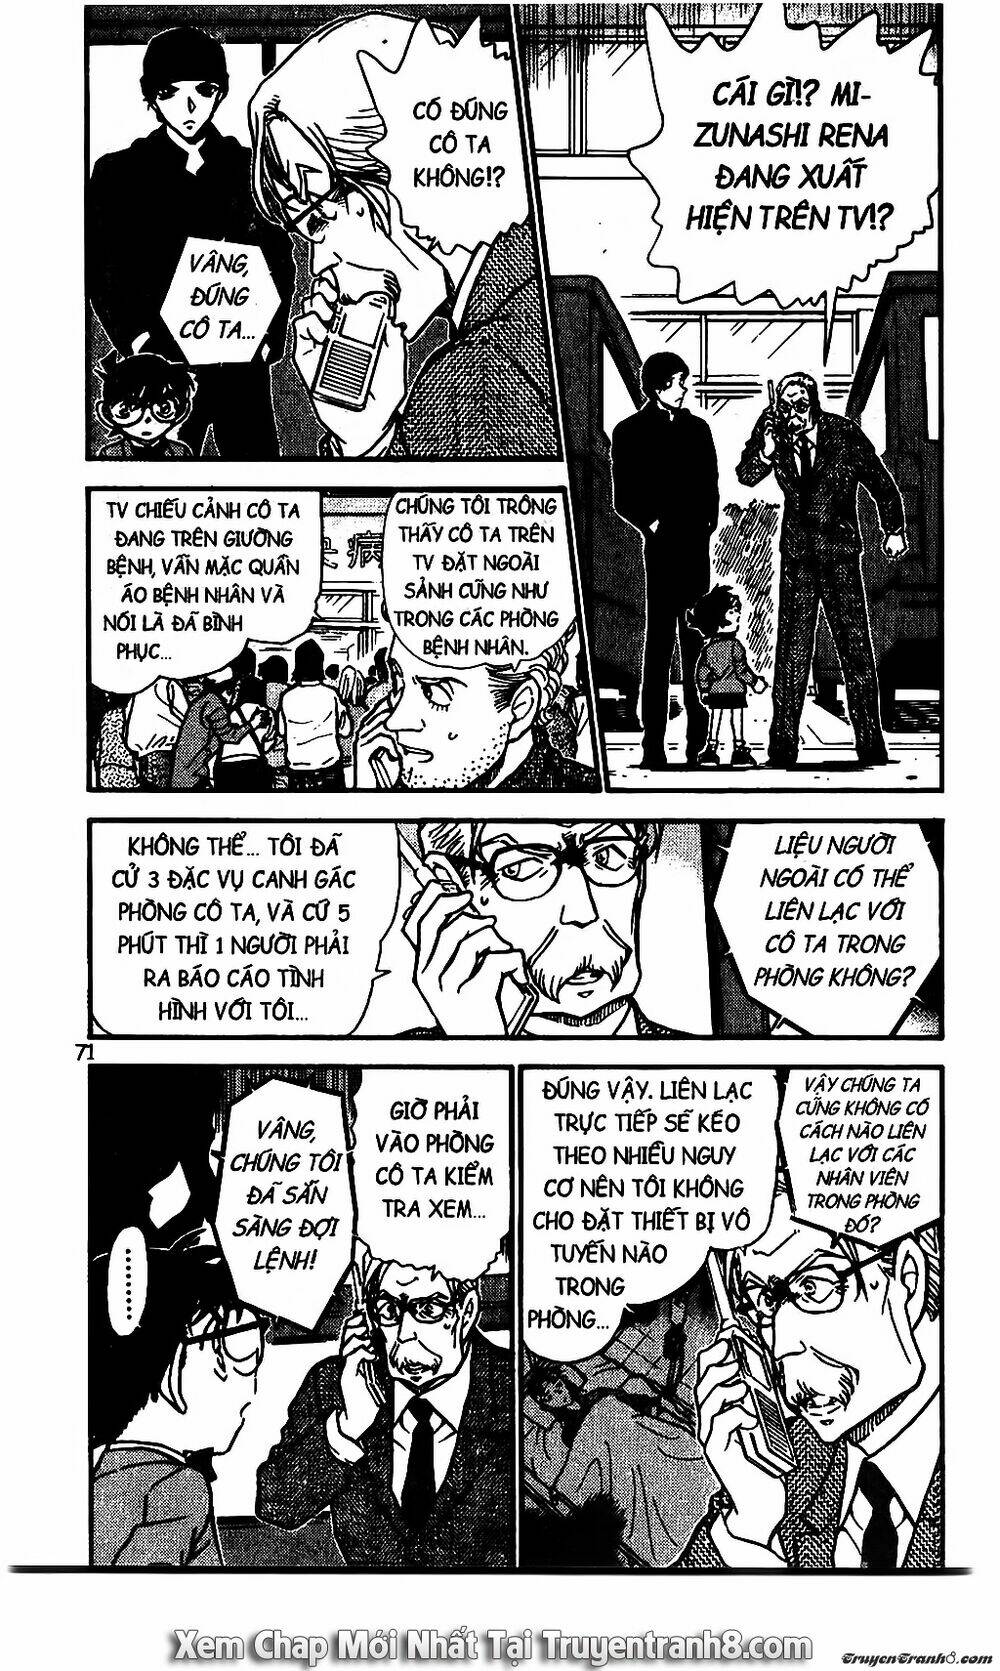 CÁI GÌ!? MI-
ZUNASHI RENA
ĐANG XUẤT
HIỆN TRÊN TV!?
CÓ ĐÚNG
CÔ TA
KHÔNG!?
VÂNG,
ĐÚNG
CÔ TA...
CHÚNG TÔI TRÔNG
THẤY CÔ TA TRÊN
TV ĐẶT NGOÀI
SẢNH CŨNG NHƯ
TRONG CÁC PHÒNG
BỆNH NHÂN.
TV CHIẾU CẢNH CÔ TA
ĐANG TRÊN GIƯỜNG
BỆNH, VẪN MẶC QUẦN
ÁO BỆNH NHÂN VÀ
NÓI LÀ ĐÃ BÌNH
PHỤC...
病
LIỆU NGƯỜI
NGOÀI CÓ THỂ
LIÊN LẠC VỚI
CÔ TA TRONG
PHÒNG KHÔNG?
KHÔNG THỂ... TÔI ĐÃ
CỬ 3 ĐẶC VỤ CANH GÁC
PHÒNG CÔ TA, VÀ CỨ 5
PHÚT THÌ 1 NGƯỜI PHẢI
RA BÁO CÁO TÌNH
HÌNH VỚI TÔI...
71
VẬY CHÚNG TA
CŨNG KHÔNG CÓ
CÁCH NÀO LIÊN
LẠC VỚI CÁC
NHÂN VIÊN
TRONG PHÒNG
ĐÓ?
ĐÚNG VẬY. LIÊN LẠC
TRỰC TIẾP SẼ KÉO
THEO NHIỀU NGUY
CƠ NÊN TÔI KHÔNG
CHO ĐẶT THIẾT BỊ VÔ
TUYẾN NÀO
TRONG
PHÒNG...
GIỜ PHẢI
VÀO PHÒNG
CÔ TA KIỂM
TRA XEM...
VÂNG,
CHÚNG TÔI
ĐÃ SẴN
SÀNG ĐỢI
LỆNH!
.........
Xem Chap Mới Nhất Tại Truyentranh8.com
TruyenTranh8.com